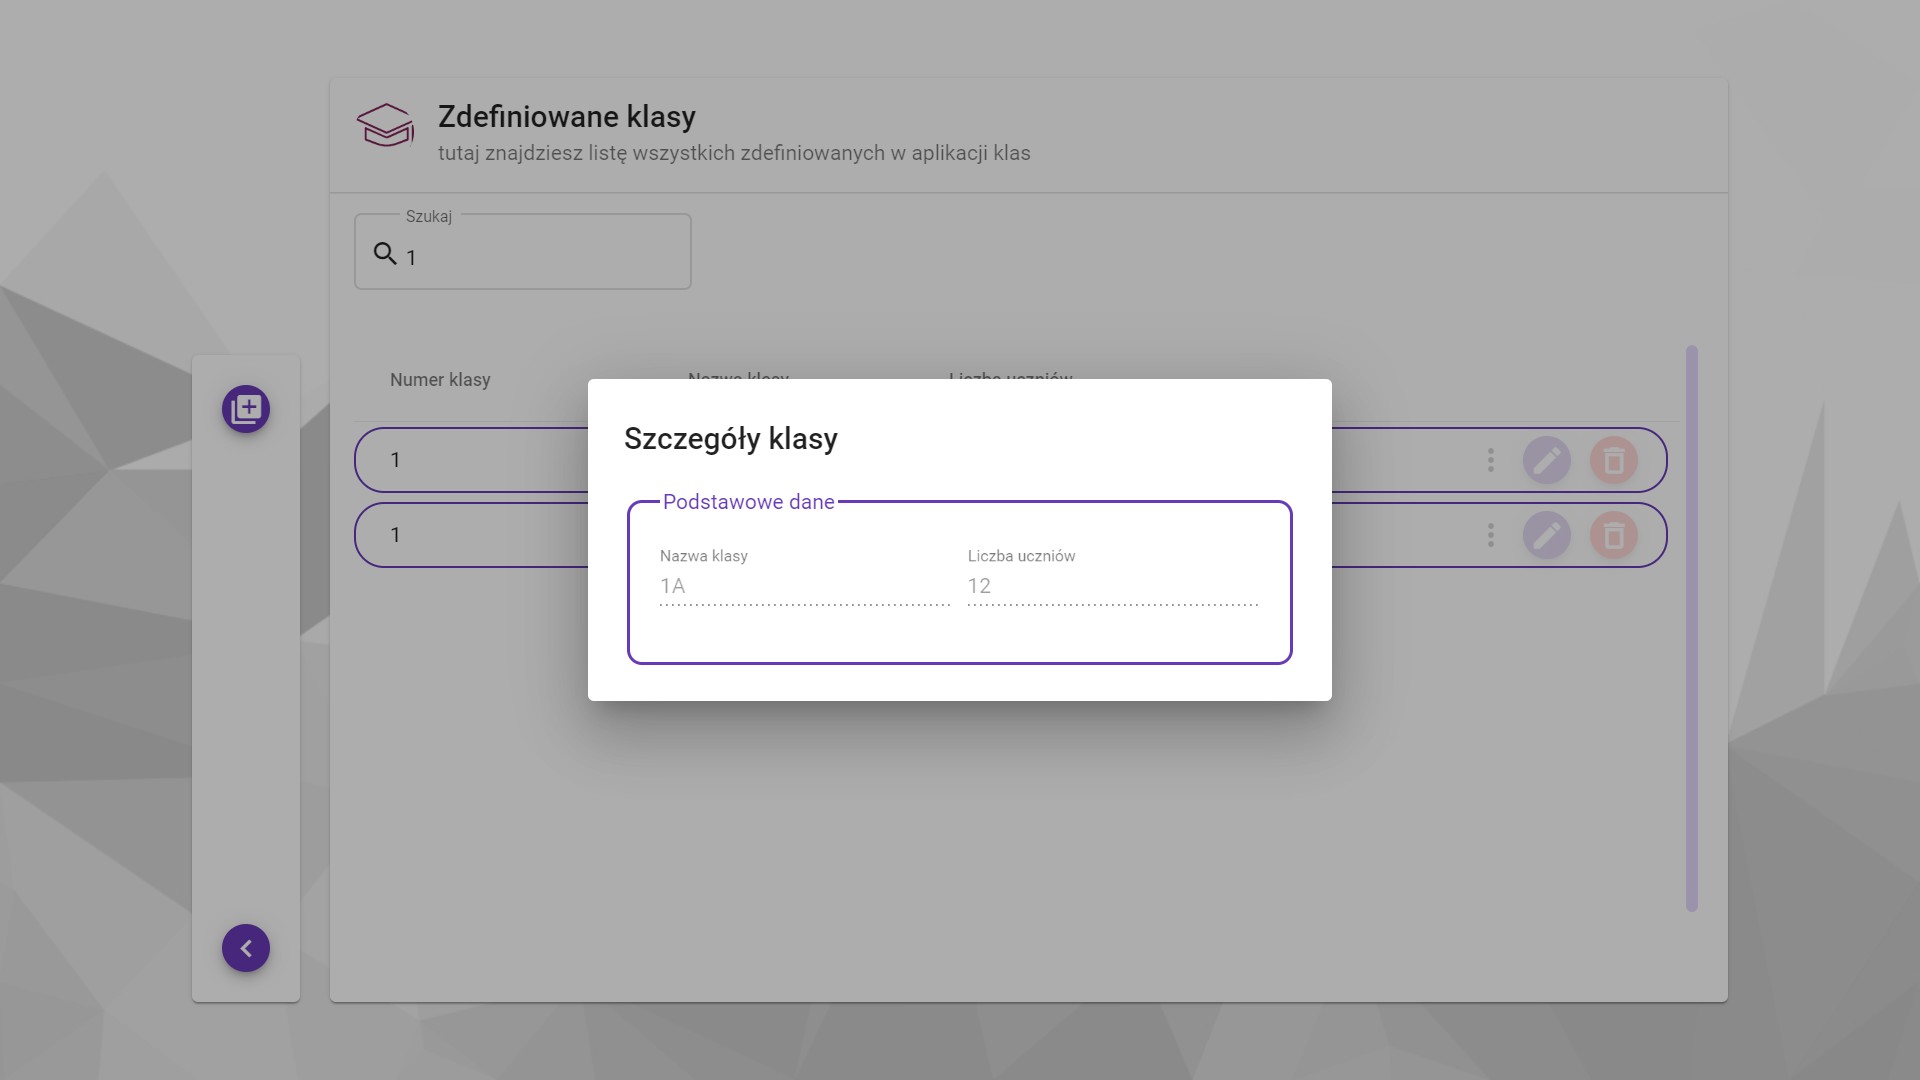 Zdefiniowane klasy
tutaj znajdziesz listę wszystkich zdefiniowanych w aplikacji klas
Szukaj
1
Numer klasy Nazwa klasy Liczba uczniów
1
1
Szczegóły klasy
Podstawowe dane
Nazwa klasy Liczba uczniów
1A 12